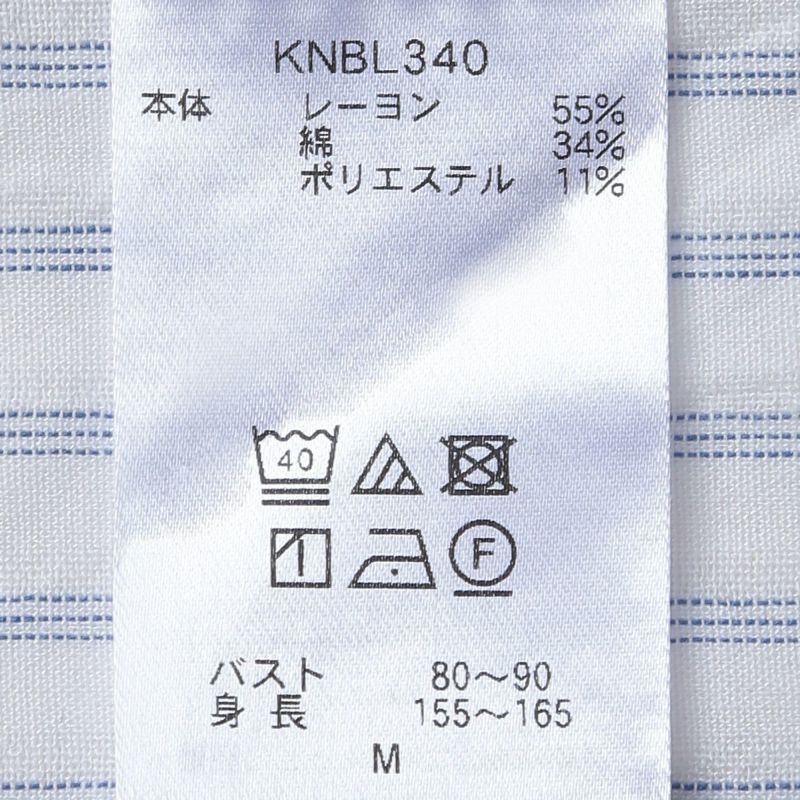 KNBL340
本体 レーヨン 55%
綿 34%
ポリエステル 11%
40
F
バスト 80～90
身長 155～165
M